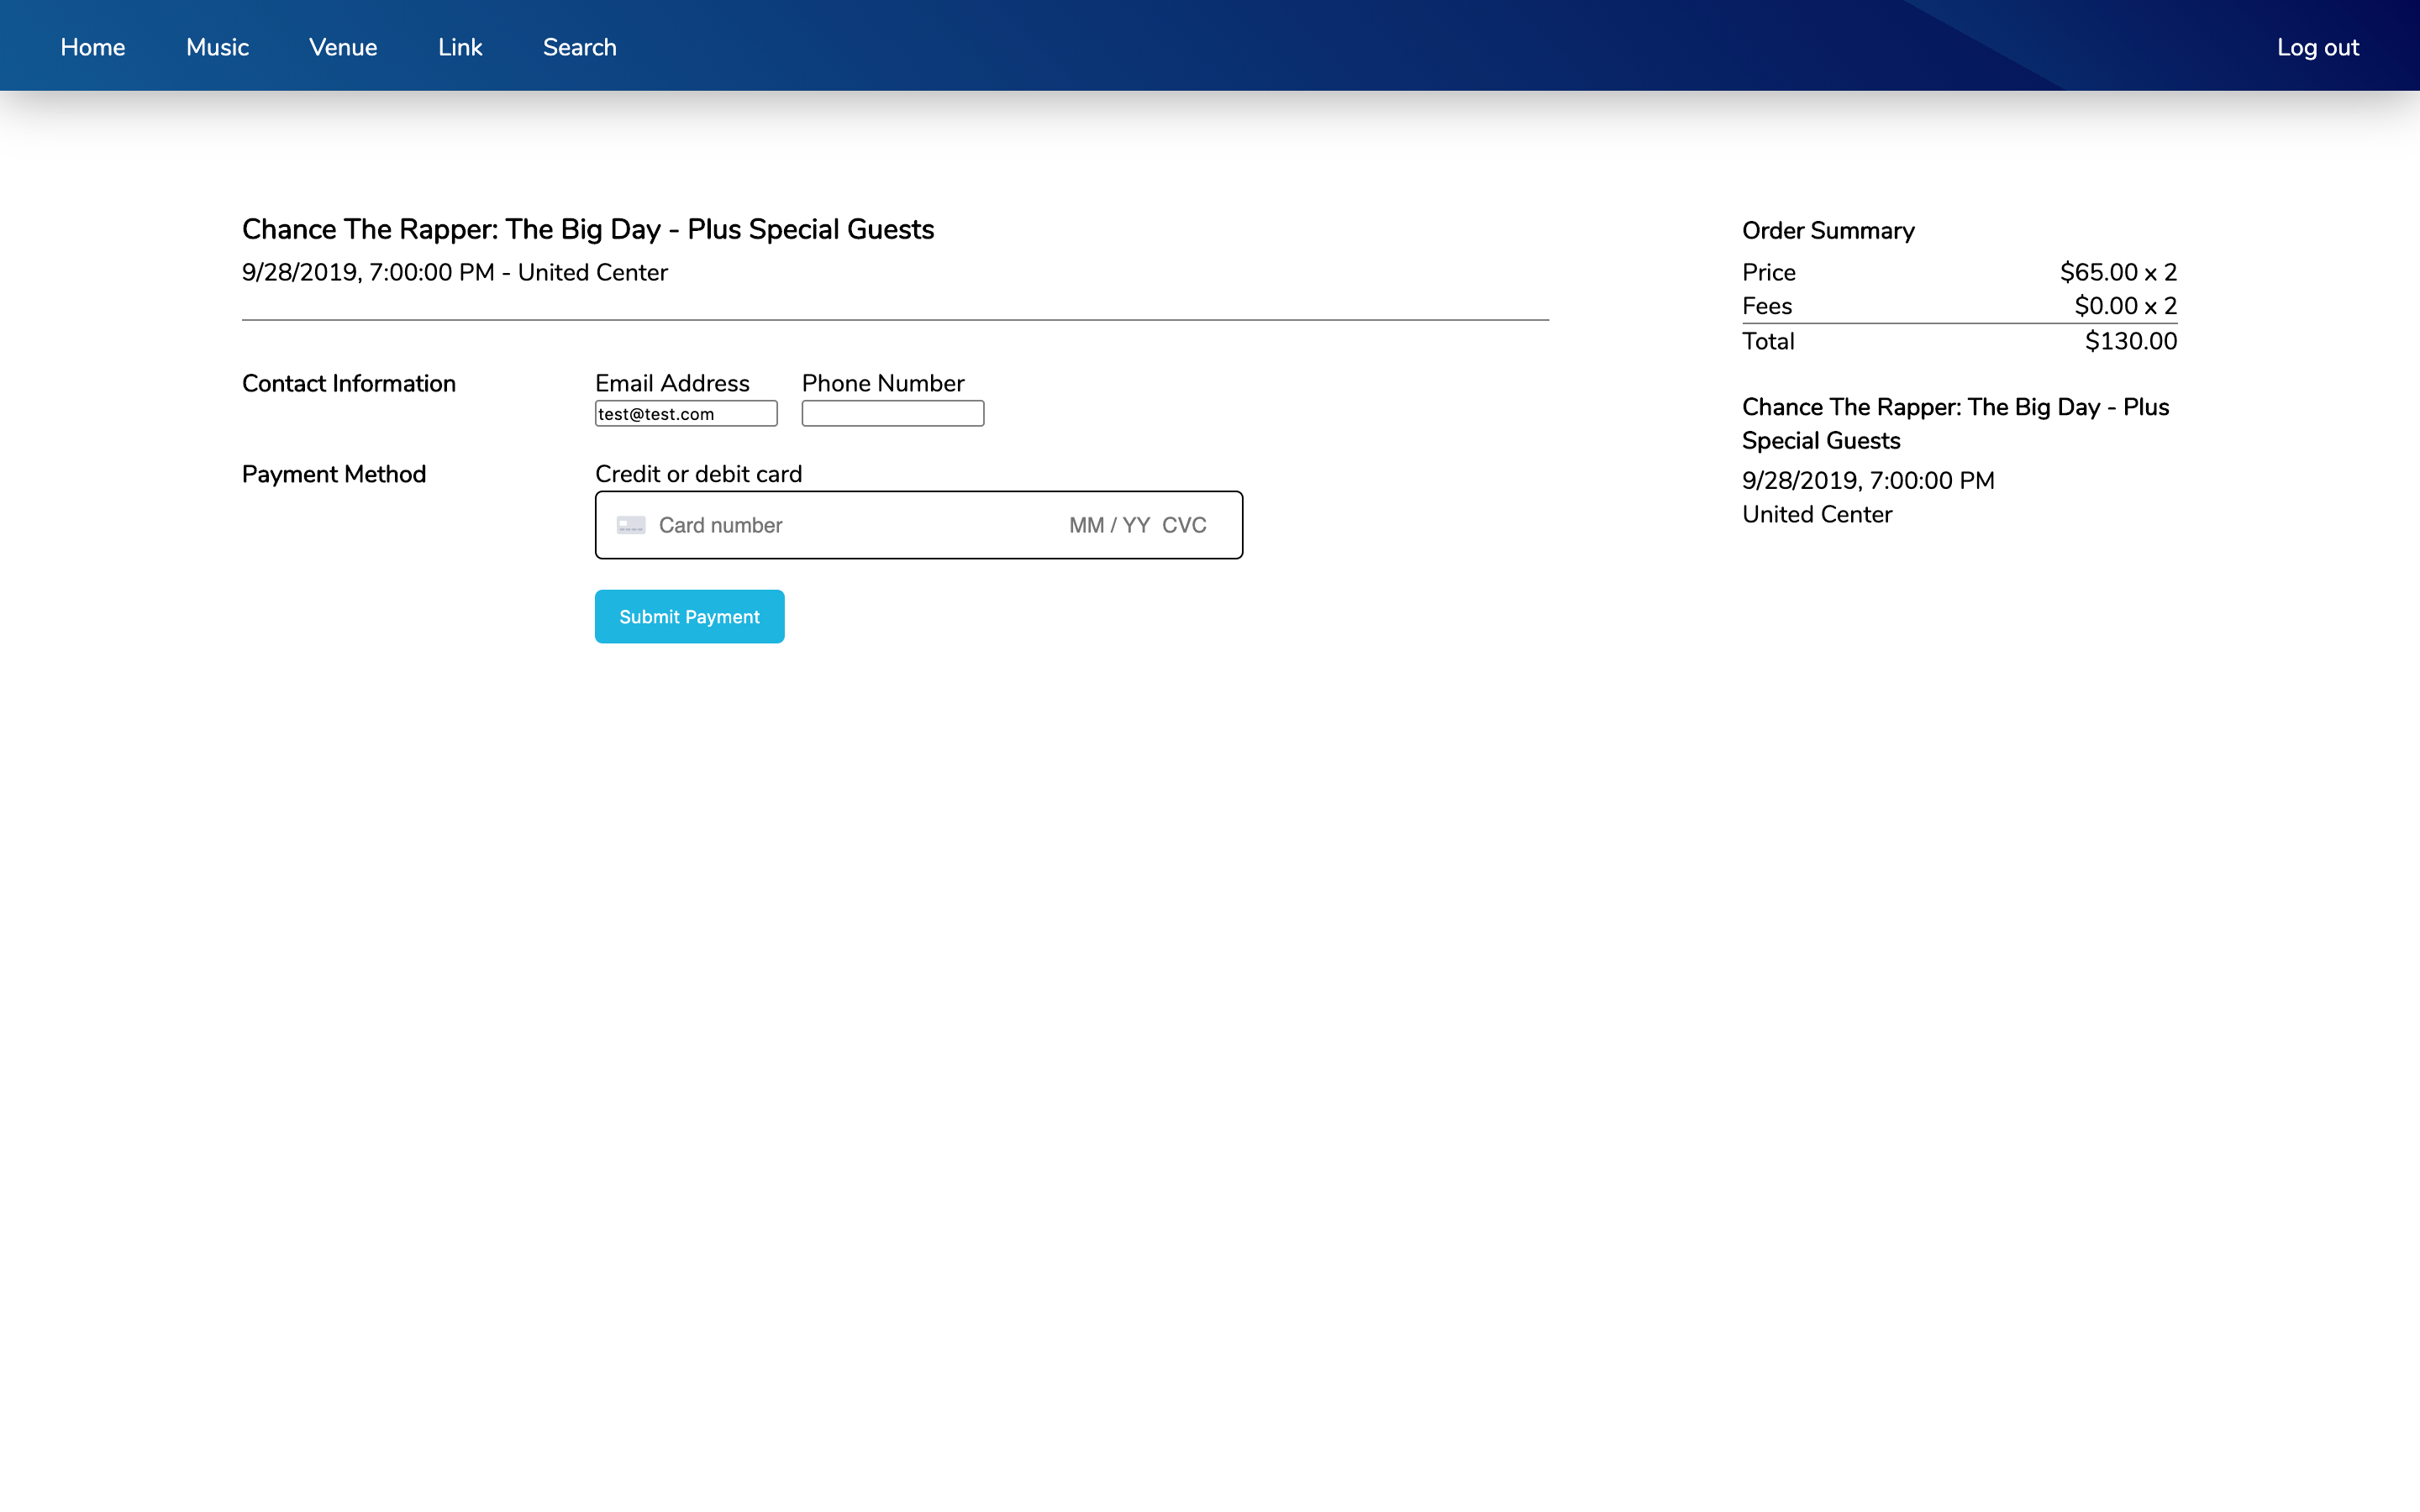 Home Music Venue Link Search Log out
Chance The Rapper: The Big Day - Plus Special Guests
9/28/2019, 7:00:00 PM - United Center
Contact Information
Email Address Phone Number
test@test.com
Payment Method
Credit or debit card
Card number MM / YY CVC
Submit Payment
Order Summary
Price $65.00 x 2
Fees $0.00 x 2
Total $130.00
Chance The Rapper: The Big Day - Plus
Special Guests
9/28/2019, 7:00:00 PM
United Center